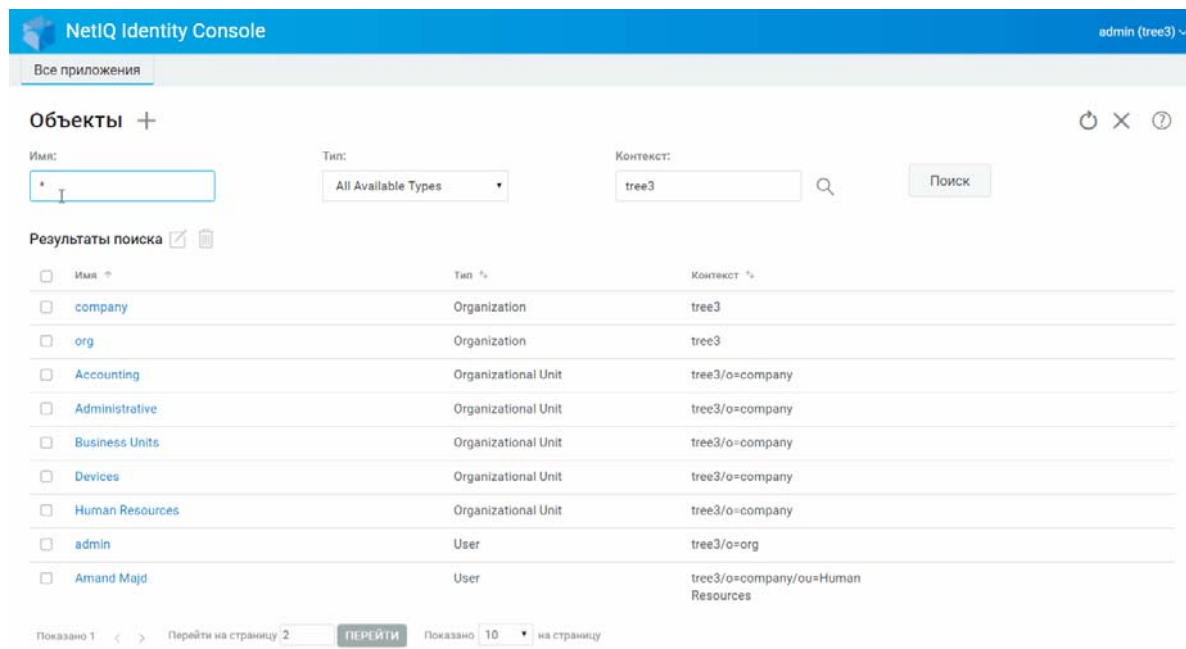 NetIQ Identity Console
admin (tree3)
Все приложения
Объекты
Имя: Тип: Контекст:
* All Available Types tree3 Поиск
Результаты поиска
Имя Тип Контекст
company Organization tree3
org Organization tree3
Accounting Organizational Unit tree3/o=company
Administrative Organizational Unit tree3/o=company
Business Units Organizational Unit tree3/o=company
Devices Organizational Unit tree3/o=company
Human Resources Organizational Unit tree3/o=company
admin User tree3/o=org
Amand Majd User tree3/o=company/ou=Human
Resources
Показано 1 < > Перейти на страницу 2 ПЕРЕЙТИ Показано 10 на страницу